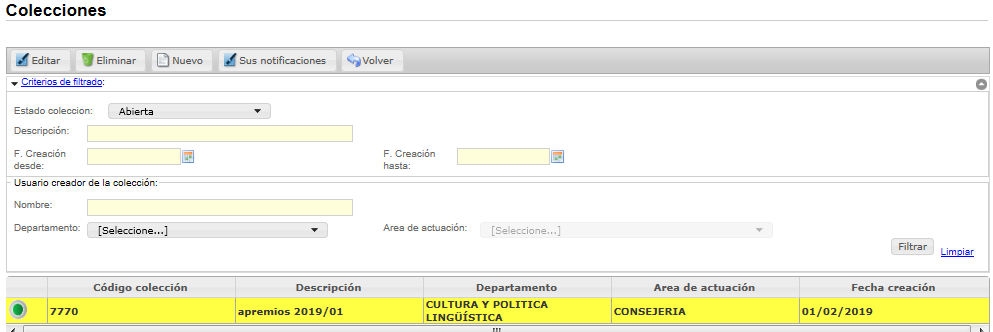 Colecciones
Editar Eliminar Nuevo Sus notificaciones Volver
Criterios de filtrado:
Estado coleccion: Abierta
Descripción:
F. Creación desde: F. Creación hasta:
Usuario creador de la colección:
Nombre:
Departamento: [Seleccione...] Area de actuación: [Seleccione...]
Filtrar Limpiar
Código colección Descripción Departamento Area de actuación Fecha creación
7770 apremios 2019/01 CULTURA Y POLITICA LINGÜÍSTICA CONSEJERIA 01/02/2019